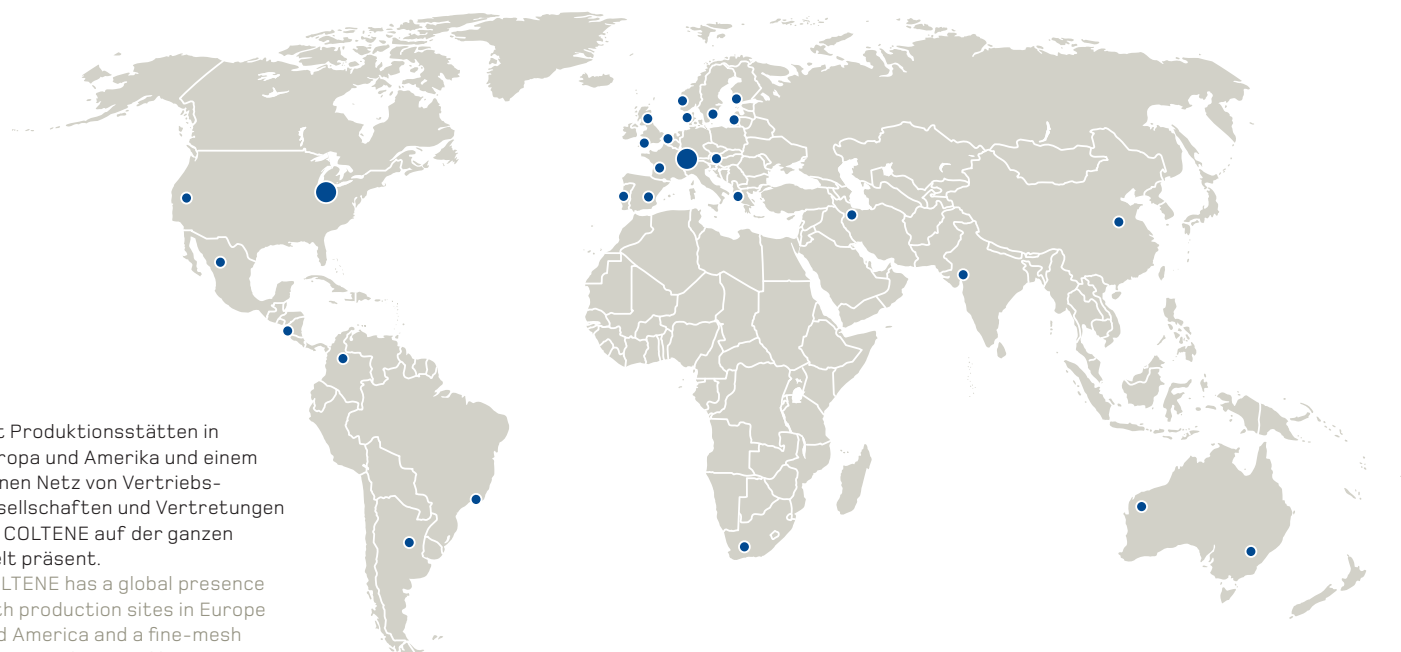 t Produktionsstätten in
ropa und Amerika und einem
nen Netz von Vertriebs-
sellschaften und Vertretungen
COLTENE auf der ganzen
lt präsent.
LTENE has a global presence
th production sites in Europe
d America and a fine-mesh